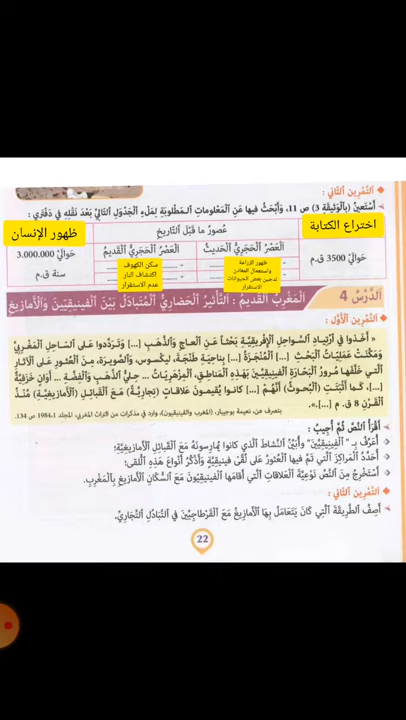 التمرين الثاني :
أستعين (بالوثيقة 3) ص 11، وأبحث فيها عن المعلومات المطلوبة لملء الجدول التالي بعد نقله في دفتري :
اختراع الكتابة
عصور ما قبل التاريخ
ظهور الإنسان
حوالي 3500 ق.م
العصر الحجري الحديث
العصر الحجري القديم
حوالي 3.000.000
سنة ق.م
ظهور الزراعة
واستعمال المعادن
تدجين بعض الحيوانات
الاستقرار
سكن الكهوف
اكتشاف النار
عدم الاستقرار
الدرس 4 المغرب القديم : التأثير الحضاري المتبادل بين الفينيقيين والأمازيغ
التمرين الأول :
« أخذوا في ارتياد السواحل الإفريقية بحثا عن العاج والذهب [...] وترددوا على الساحل المغربي
ومكنت عمليات البحث [...] المنجزة [...] بناحية طنجة، ليكسوس، والصويرة، من العثور على الآثار
التي خلفها مرور البحارة الفينيقيين بهذه المناطق، المزهريات ... حلي الذهب والفضة ... أوان خزفية
[...]، كما أثبتت (البحوث) أنهم [...] كانوا يقيمون علاقات (تجارية) مع القبائل (الأمازيغية) منذ
القرن 8 ق. م [...]».
بتصرف عن، نعيمة بوجيبار، (المغرب والفينيقيون)، وارد في مذكرات من التراث المغربي، المجلد 1، 1984 ص 134.
أقرأ النص ثم أجيب :
أعرف بـ "الفينيقيين" وأبين النشاط الذي كانوا يمارسونه مع القبائل الأمازيغية؛
أحدد المراكز التي تم فيها العثور على لقى فينيقية وأذكر أنواع هذه اللقى؛
أستخرج من النص نوعية العلاقات التي أقامها الفينيقيون مع السكان الأمازيغ بالمغرب.
التمرين الثاني :
أصف الطريقة التي كان يتعامل بها الأمازيغ مع القرطاجيين في التبادل التجاري.
22